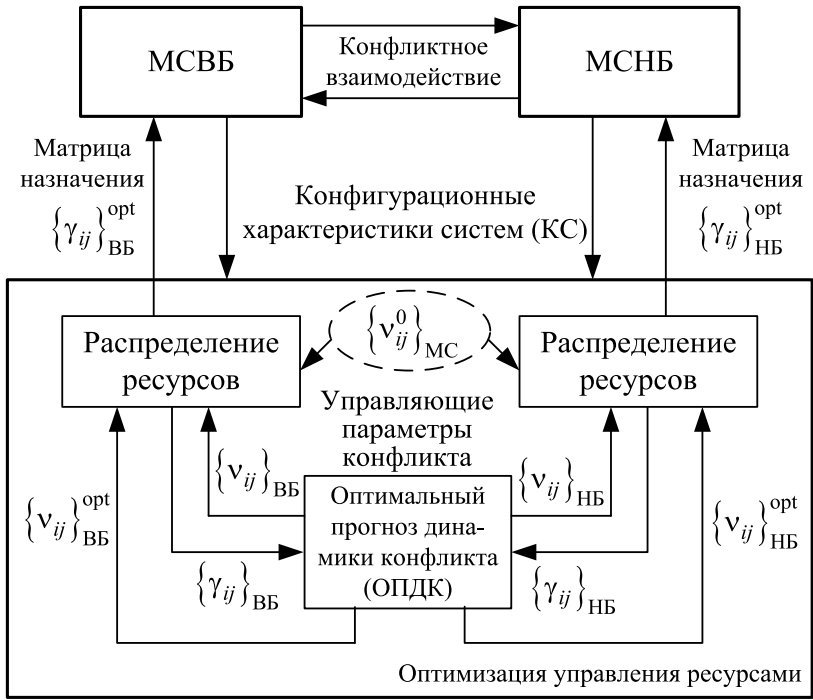 МСВБ
Конфликтное
взаимодействие
МСНБ
Матрица
назначения
{γij}ВБ opt
Конфигурационные
характеристики систем (КС)
Матрица
назначения
{γij}НБ opt
Распределение
ресурсов
{ν0ij}МС
Распределение
ресурсов
Управляющие
параметры
конфликта
{νij}ВБ opt
{νij}ВБ
{νij}НБ
{νij}НБ opt
Оптимальный
прогноз дина-
мики конфликта
(ОПДК)
{γij}ВБ
{γij}НБ
Оптимизация управления ресурсами